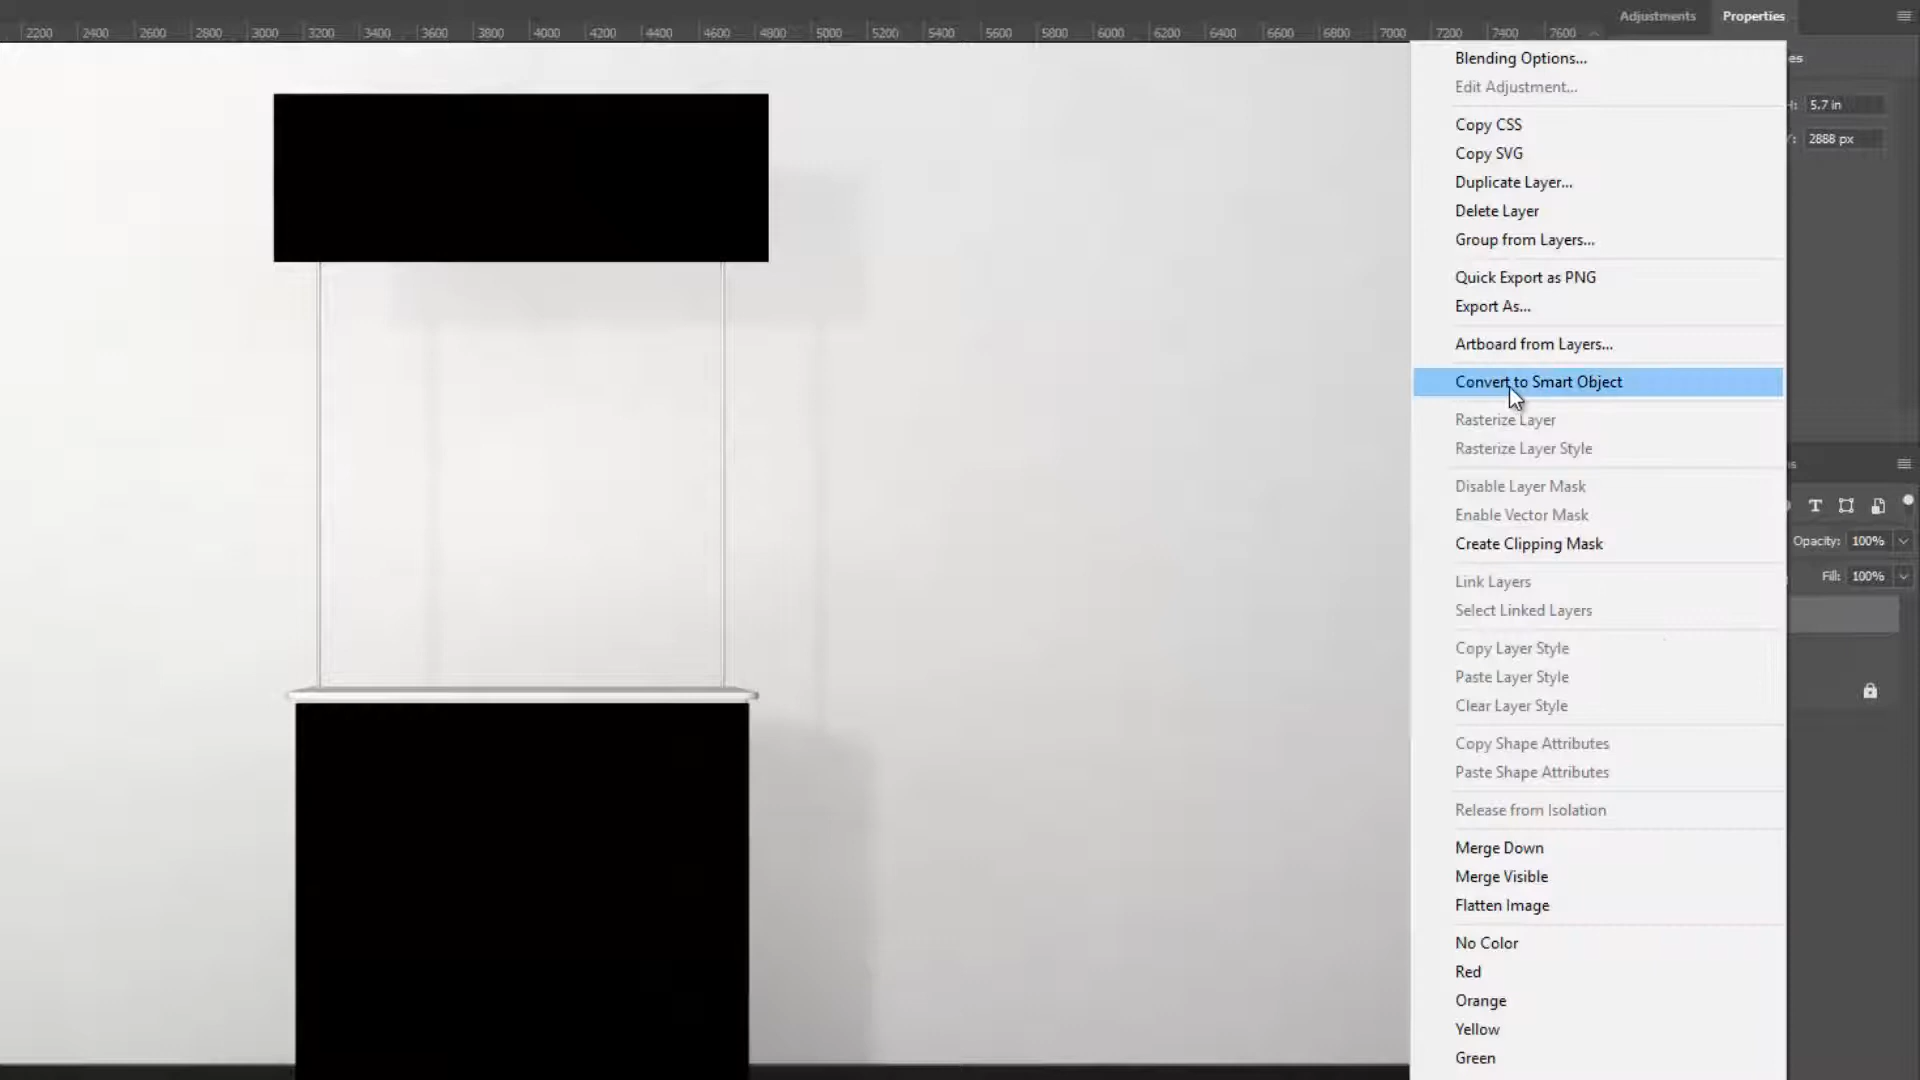 Adjustments Properties
2200 2400 2600 2800 3000 3200 3400 3600 3800 4000 4200 4400 4600 4800 5000 5200 5400 5600 5800 6000 6200 6400 6600 6800 7000 7200 7400 7600
Blending Options...
es
Edit Adjustment...
5.7 in
Copy CSS
2888 px
Copy SVG
Duplicate Layer...
Delete Layer
Group from Layers...
Quick Export as PNG
Export As...
Artboard from Layers...
Convert to Smart Object
Rasterize Layer
Rasterize Layer Style
Disable Layer Mask
Enable Vector Mask
Create Clipping Mask
Opacity: 100%
Fill: 100%
Link Layers
Select Linked Layers
Copy Layer Style
Paste Layer Style
Clear Layer Style
Copy Shape Attributes
Paste Shape Attributes
Release from Isolation
Merge Down
Merge Visible
Flatten Image
No Color
Red
Orange
Yellow
Green